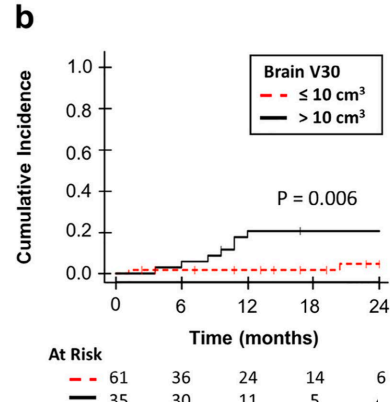 b
Cumulative Incidence
1.0
0.8
0.6
0.4
0.2
0.0
Brain V30
≤ 10 cm³
> 10 cm³
P = 0.006
0 6 12 18 24
Time (months)
At Risk
61 36 24 14 6
35 30 11 5